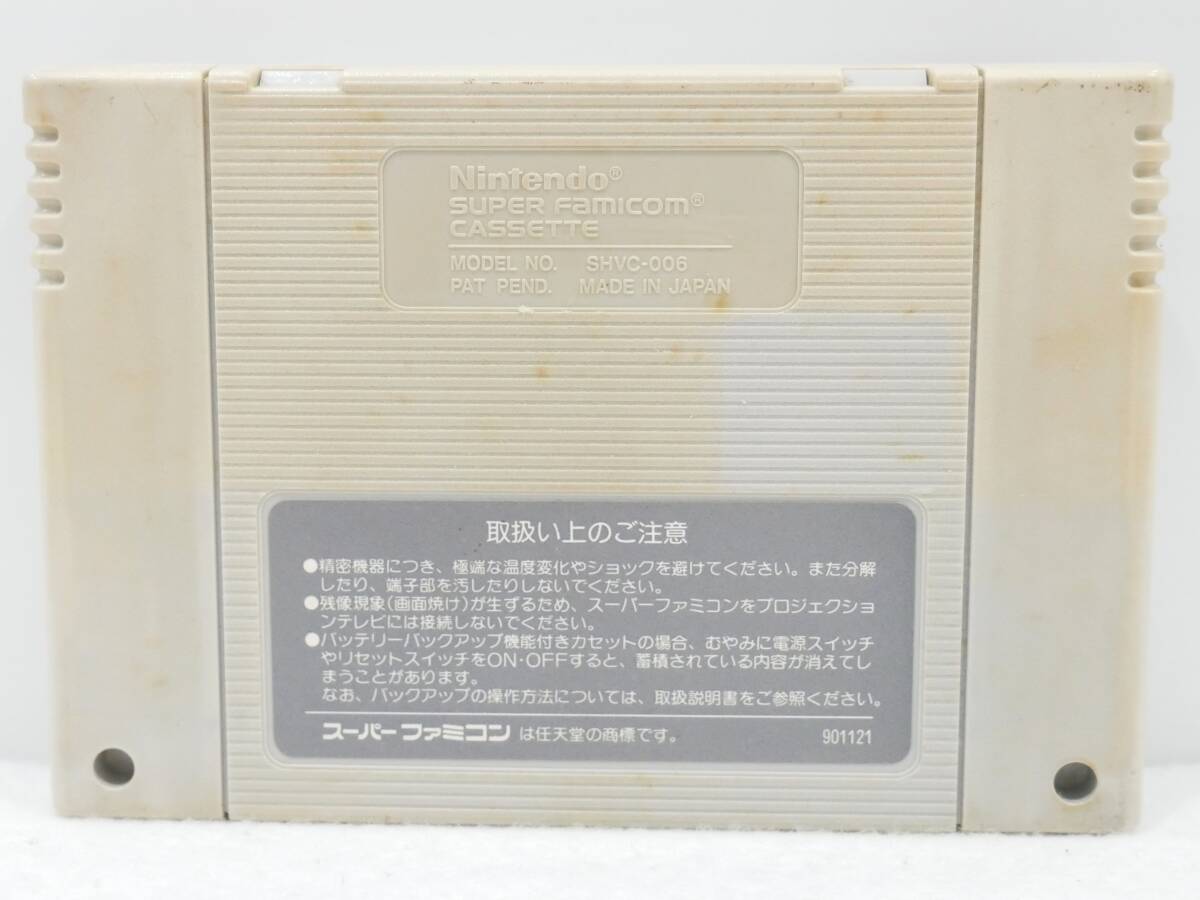 Nintendo®
SUPER FAMICOM®
CASSETTE
MODEL NO. SHVC-006
PAT PEND. MADE IN JAPAN
取扱い上のご注意
●精密機器につき、極端な温度変化やショックを避けてください。また分解
したり、端子部を汚したりしないでください。
●残像現象(画面焼け)が生ずるため、スーパーファミコンをプロジェクショ
ンテレビには接続しないでください。
●バッテリーバックアップ機能付きカセットの場合、むやみに電源スイッチ
やリセットスイッチをON·OFFすると、蓄積されている内容が消えてし
まうことがあります。
なお、バックアップの操作方法については、取扱説明書をご参照ください。
スーパーファミコン は任天堂の商標です。 901121